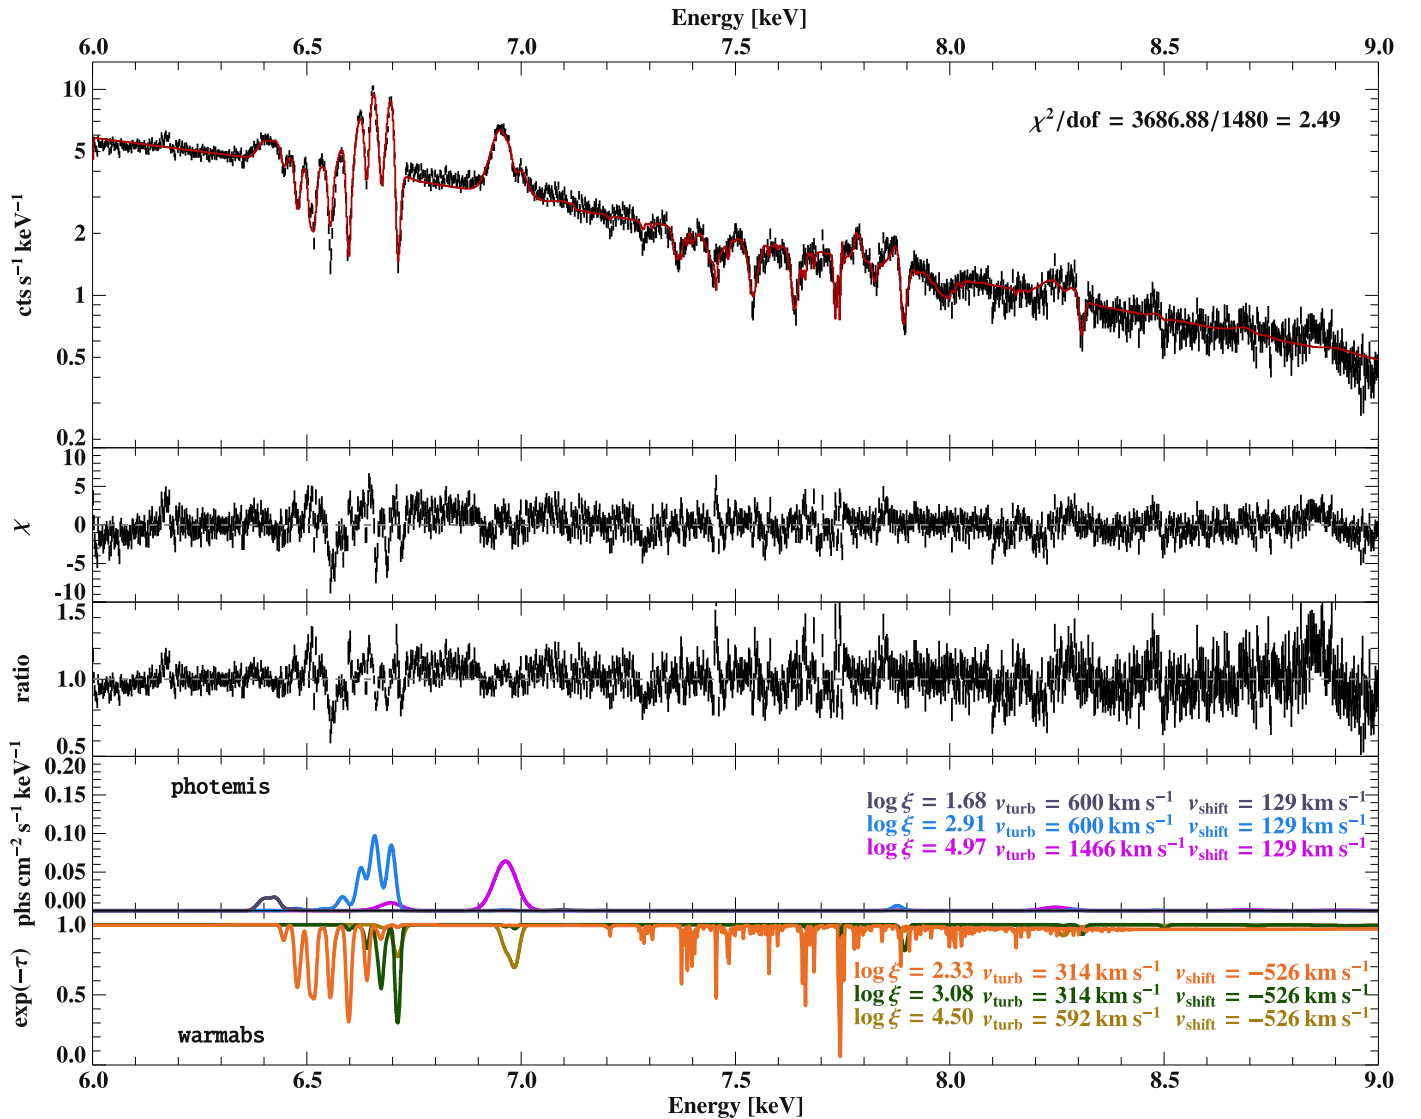 Energy [keV]
6.0 6.5 7.0 7.5 8.0 8.5 9.0
10
χ²/dof = 3686.88/1480 = 2.49
5
2
1
0.5
0.2
cts s⁻¹ keV⁻¹
10
5
0
-5
-10
χ
1.5
1.0
0.5
ratio
0.20
photemis
0.15
log ξ = 1.68 v_turb = 600 km s⁻¹ v_shift = 129 km s⁻¹
0.10
log ξ = 2.91 v_turb = 600 km s⁻¹ v_shift = 129 km s⁻¹
log ξ = 4.97 v_turb = 1466 km s⁻¹ v_shift = 129 km s⁻¹
0.05
0.00
phs cm⁻² s⁻¹ keV⁻¹
1.0
log ξ = 2.33 v_turb = 314 km s⁻¹ v_shift = −526 km s⁻¹
0.5
log ξ = 3.08 v_turb = 314 km s⁻¹ v_shift = −526 km s⁻¹
log ξ = 4.50 v_turb = 592 km s⁻¹ v_shift = −526 km s⁻¹
warmabs
0.0
exp(−τ)
6.0 6.5 7.0 7.5 8.0 8.5 9.0
Energy [keV]